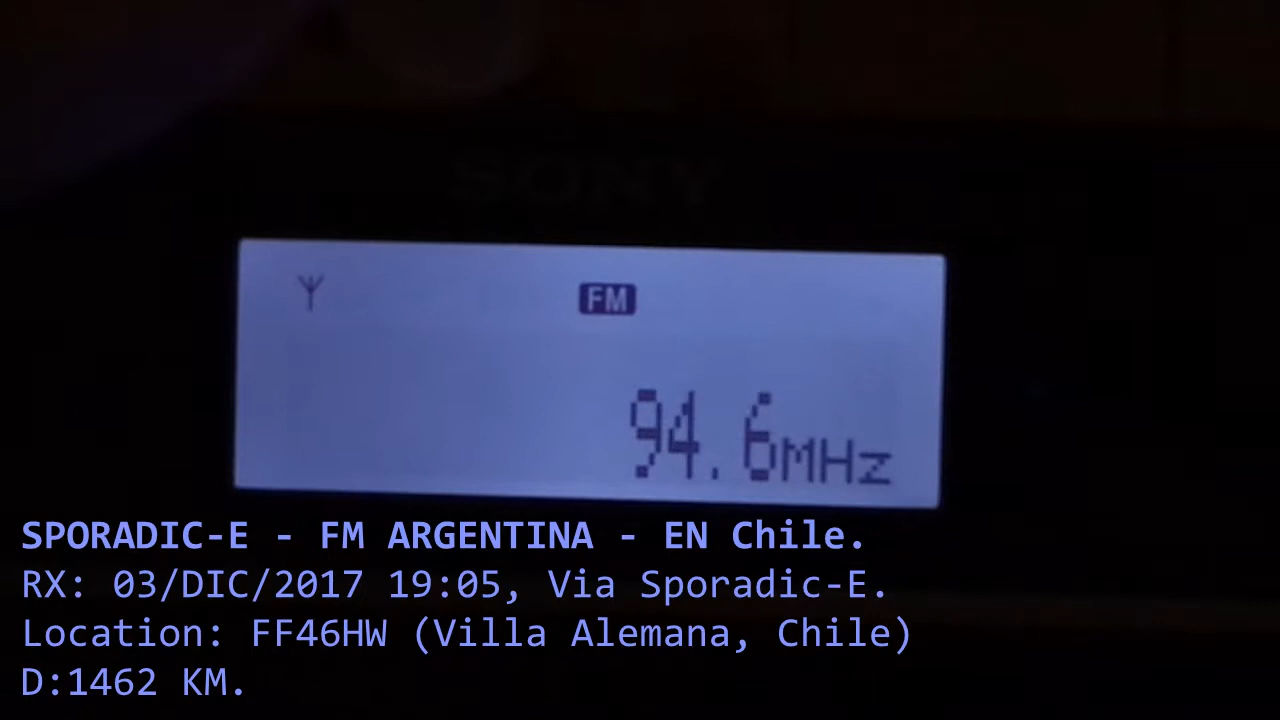 SONY
FM
94.6MHz
SPORADIC-E - FM ARGENTINA - EN Chile.
RX: 03/DIC/2017 19:05, Via Sporadic-E.
Location: FF46HW (Villa Alemana, Chile)
D:1462 KM.